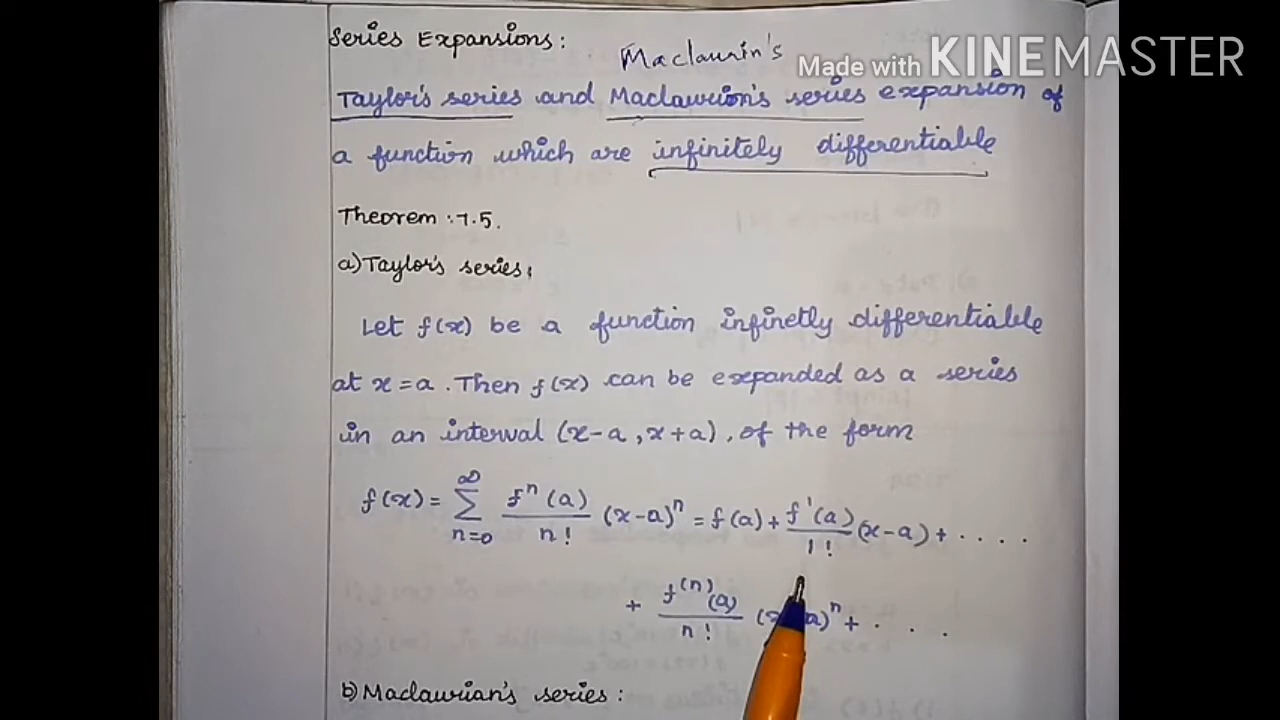 Series Expansions:
Maclaurin's
Made with KINEMASTER
Taylor's series and Maclawrion's series expansion of
a function which are infinitely differentiable
Theorem :7.5.
a) Taylor's series:
Let f(x) be a function infinetly differentiable
at x = a. Then f(x) can be expanded as a series
in an interval (x-a, x+a), of the form
f(x) = ∑_{n=0}^{∞} fⁿ(a)/n! (x-a)ⁿ = f(a) + f'(a)/1! (x-a) + ....
+ f⁽ⁿ⁾(a)/n! ( a)ⁿ + . . .
b) Maclawrian's series: